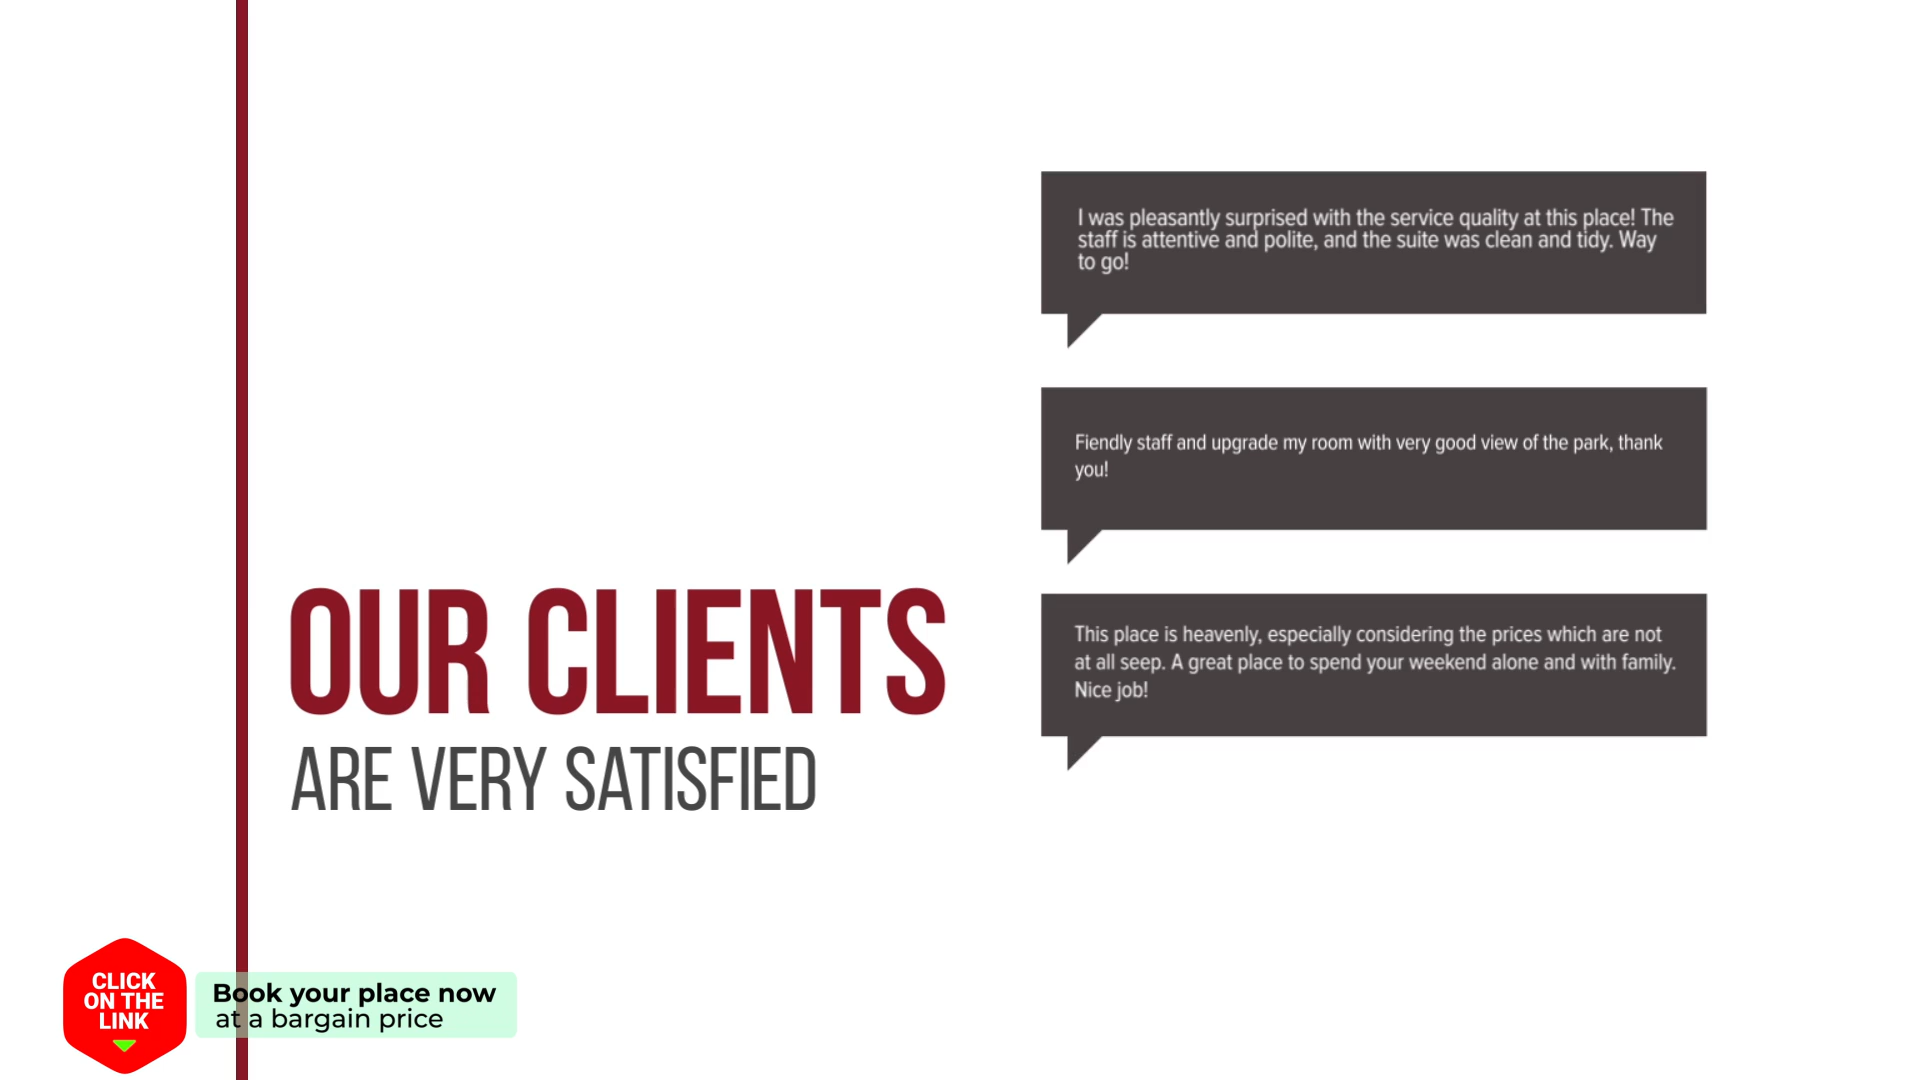 I was pleasantly surprised with the service quality at this place! The
staff is attentive and polite, and the suite was clean and tidy. Way
to go!
Fiendly staff and upgrade my room with very good view of the park, thank
you!
This place is heavenly, especially considering the prices which are not
at all seep. A great place to spend your weekend alone and with family.
Nice job!
OUR CLIENTS
ARE VERY SATISFIED
CLICK
ON THE
LINK
Book your place now
at a bargain price